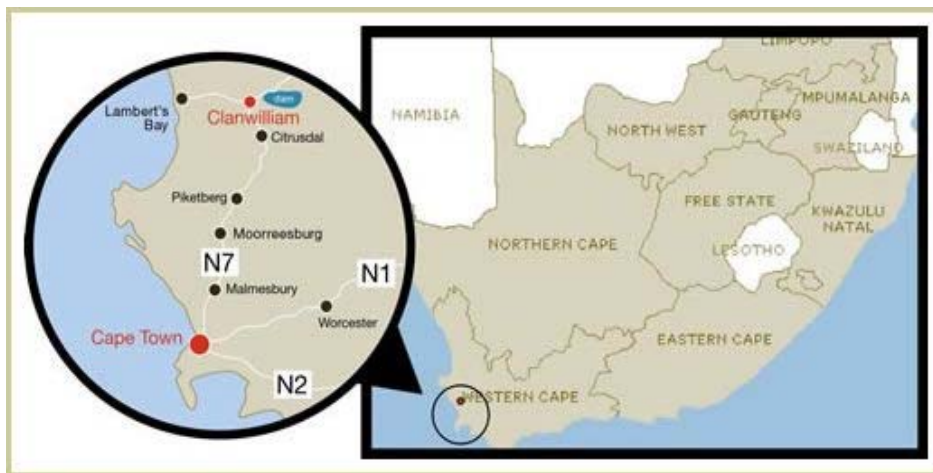 Lambert's
Bay
dam
Clanwilliam
Citrusdal
Piketberg
Moorreesburg
N7
N1
Malmesbury
Worcester
Cape Town
N2
LIMPOPO
NAMIBIA
MPUMALANGA
GAUTENG
NORTH WEST
SWAZILAND
FREE STATE
KWAZULU
NATAL
NORTHERN CAPE
LESOTHO
EASTERN CAPE
WESTERN CAPE